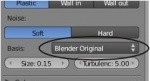 Plastic Wall in Wall out
Noise:
Soft Hard
Basis: Blender Original
Size: 0.15 Turbulenc: 5.00